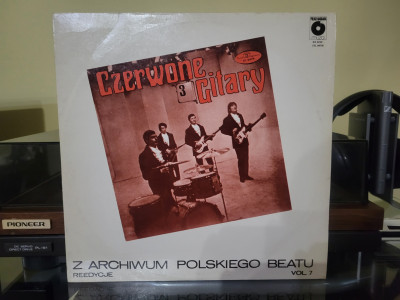 Czerwone
3 Gitary
Z ARCHIWUM POLSKIEGO BEATU
REEDYCJE VOL 7
PIONEER